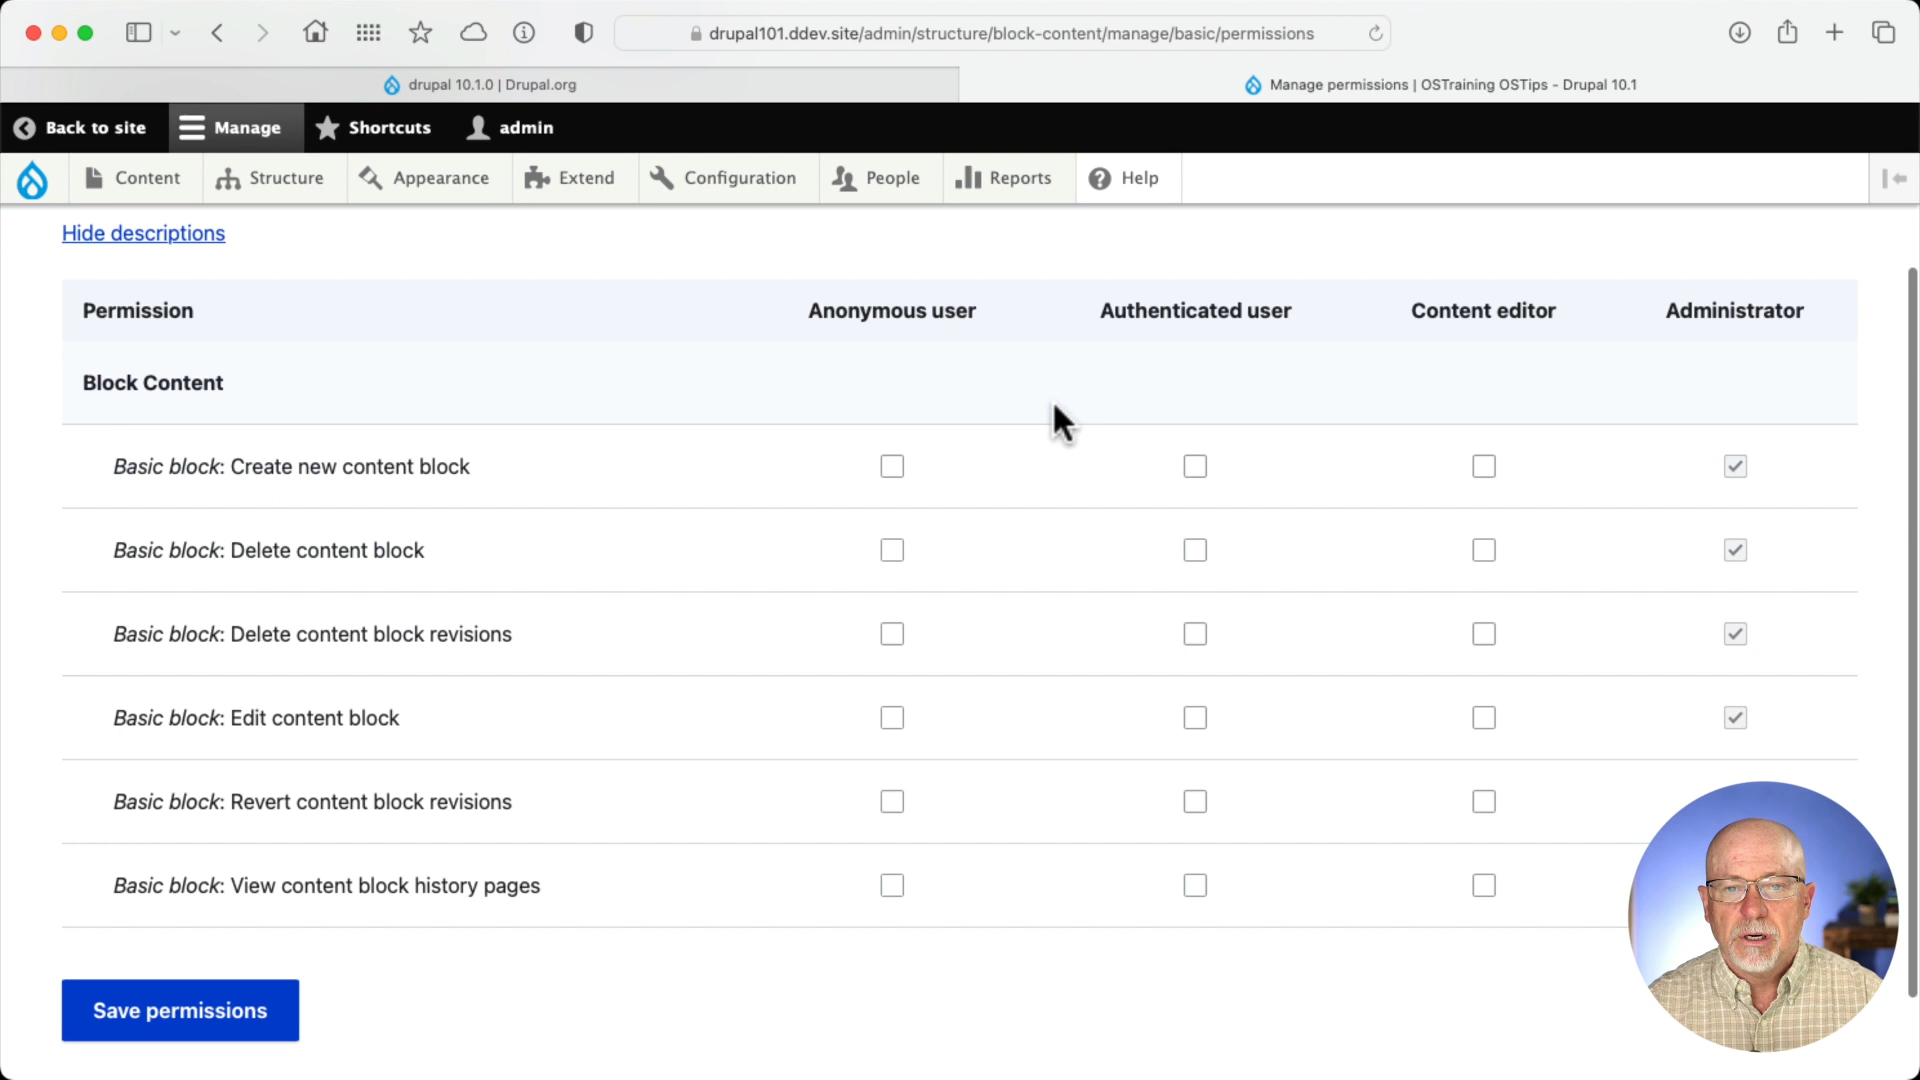 drupal101.ddev.site/admin/structure/block-content/manage/basic/permissions
drupal 10.1.0 | Drupal.org
Manage permissions | OSTraining OSTips - Drupal 10.1
Back to site
Manage
Shortcuts
admin
Content
Structure
Appearance
Extend
Configuration
People
Reports
Help
Hide descriptions
Permission
Anonymous user
Authenticated user
Content editor
Administrator
Block Content
Basic block: Create new content block
Basic block: Delete content block
Basic block: Delete content block revisions
Basic block: Edit content block
Basic block: Revert content block revisions
Basic block: View content block history pages
Save permissions